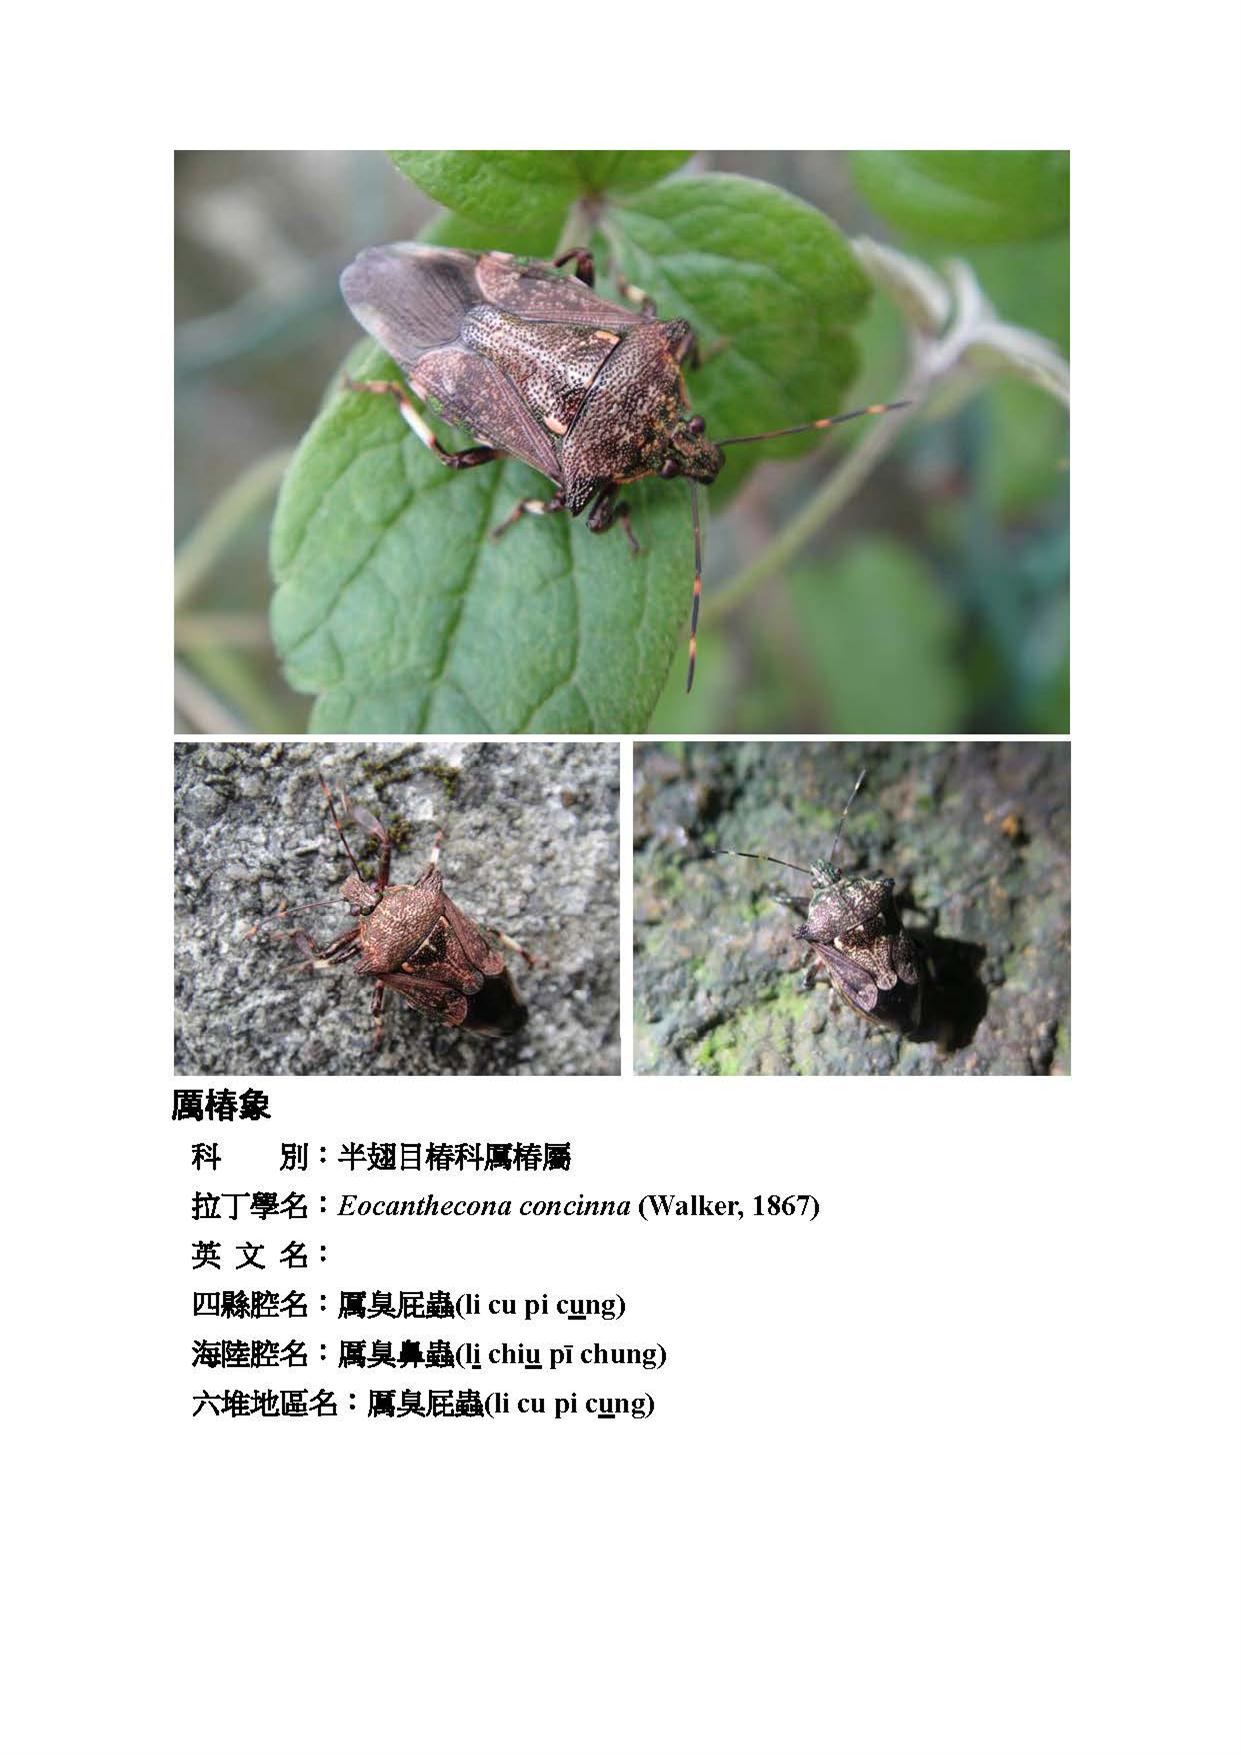 厲椿象
科　　別：半翅目椿科厲椿屬
拉丁學名：Eocanthecona concinna (Walker, 1867)
英 文 名：
四縣腔名：厲臭屁蟲(li cu pi cung)
海陸腔名：厲臭鼻蟲(li chiu pī chung)
六堆地區名：厲臭屁蟲(li cu pi cung)